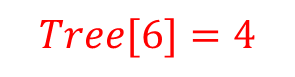 Tree[6] = 4